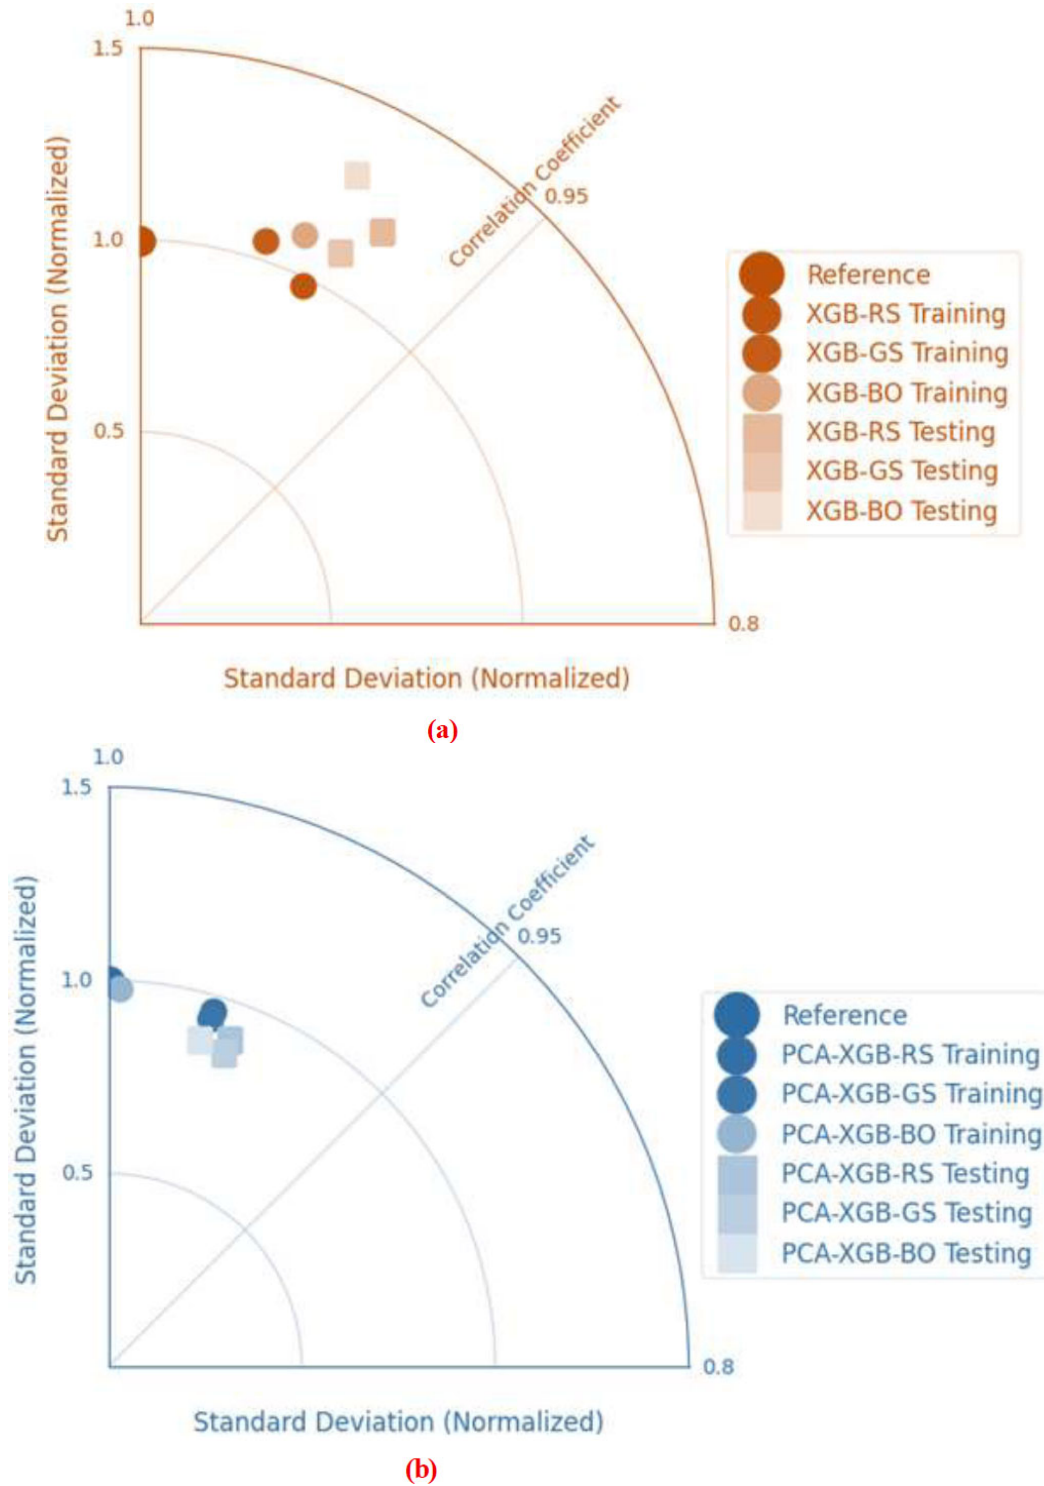 1.0
1.5
Correlation Coefficient
0.95
1.0
0.5
Standard Deviation (Normalized)
Reference
XGB-RS Training
XGB-GS Training
XGB-BO Training
XGB-RS Testing
XGB-GS Testing
XGB-BO Testing
0.8
Standard Deviation (Normalized)
(a)
1.0
1.5
Correlation Coefficient
0.95
1.0
0.5
Standard Deviation (Normalized)
Reference
PCA-XGB-RS Training
PCA-XGB-GS Training
PCA-XGB-BO Training
PCA-XGB-RS Testing
PCA-XGB-GS Testing
PCA-XGB-BO Testing
0.8
Standard Deviation (Normalized)
(b)